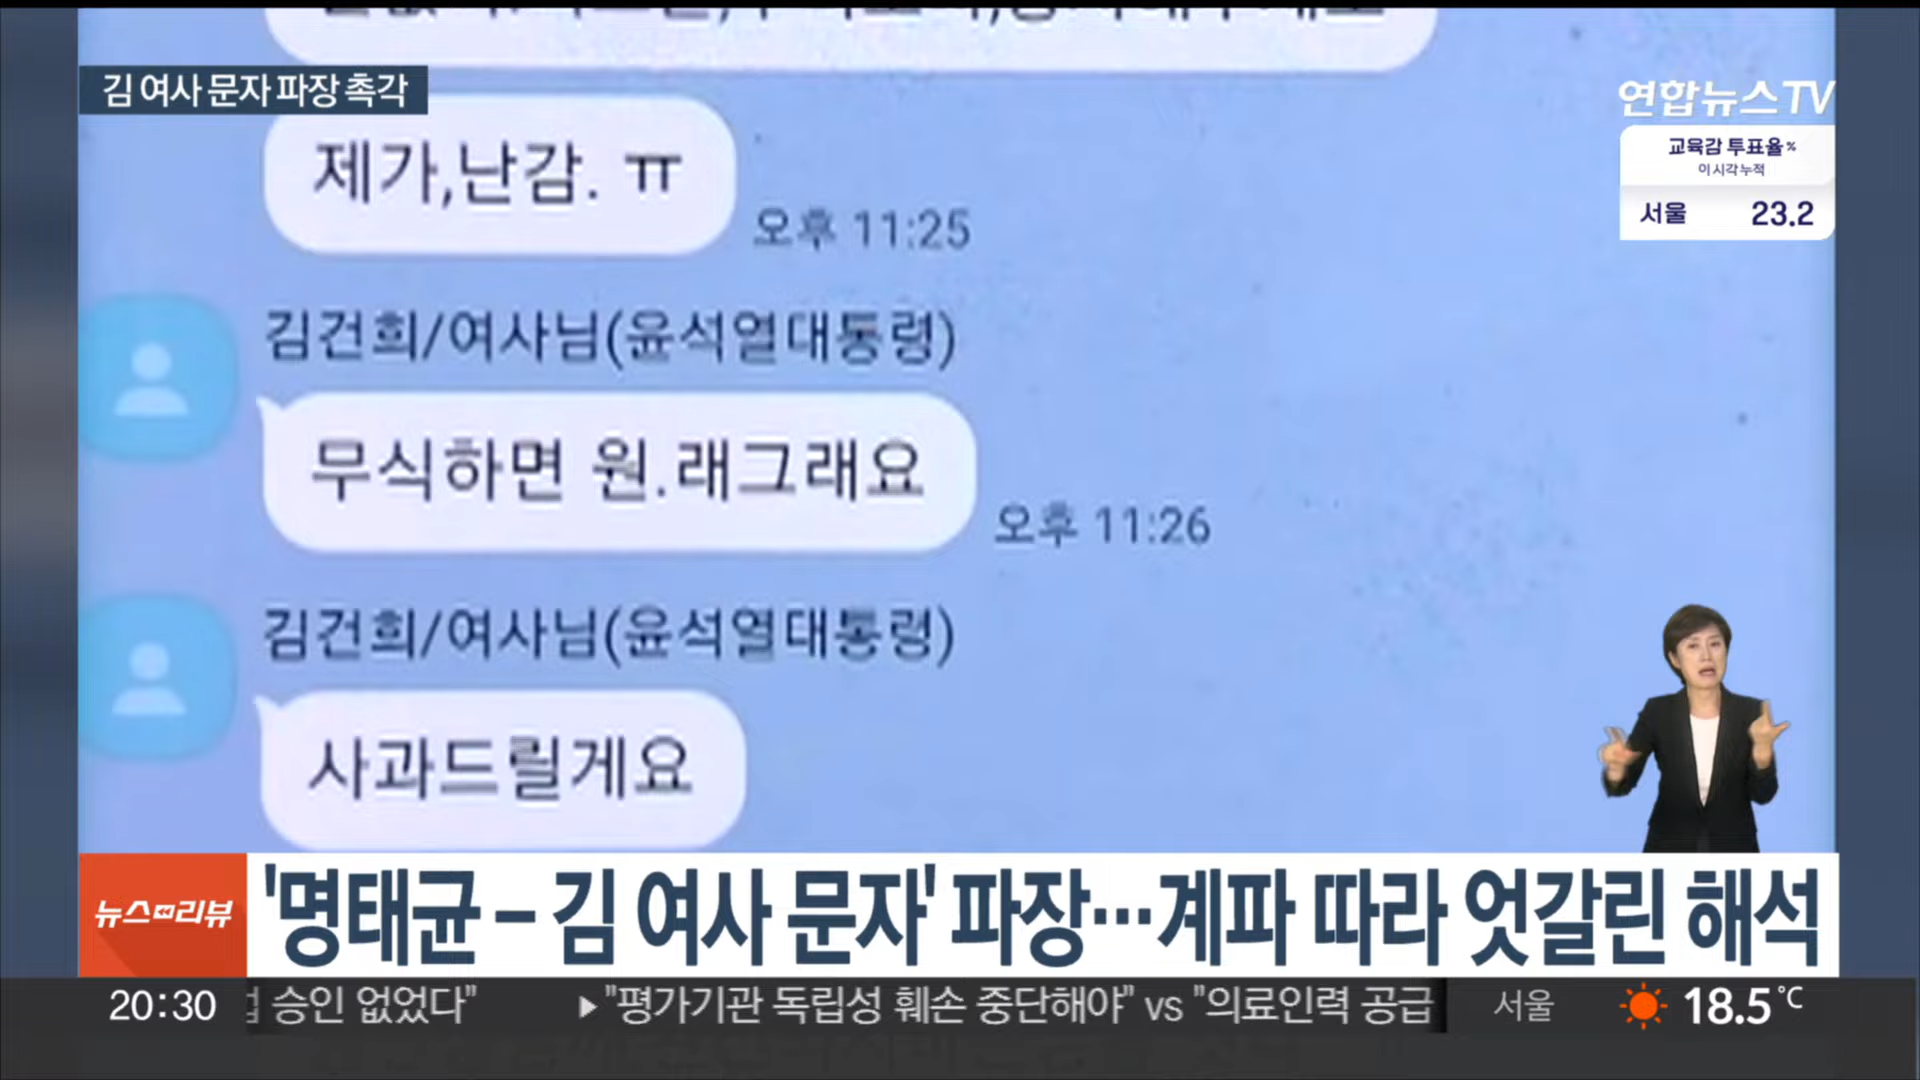 김 여사 문자 파장 촉각
연합뉴스TV
교육감 투표율%
이시각누적
서울 23.2
제가,난감. ㅠ
오후 11:25
김건희/여사님(윤석열대통령)
무식하면 원.래그래요
오후 11:26
김건희/여사님(윤석열대통령)
사과드릴게요
뉴스리뷰
'명태균-김 여사 문자' 파장…계파 따라 엇갈린 해석
20:30
승인 없었다" ▶"평가기관 독립성 훼손 중단해야" vs "의료인력 공급
서울 18.5℃